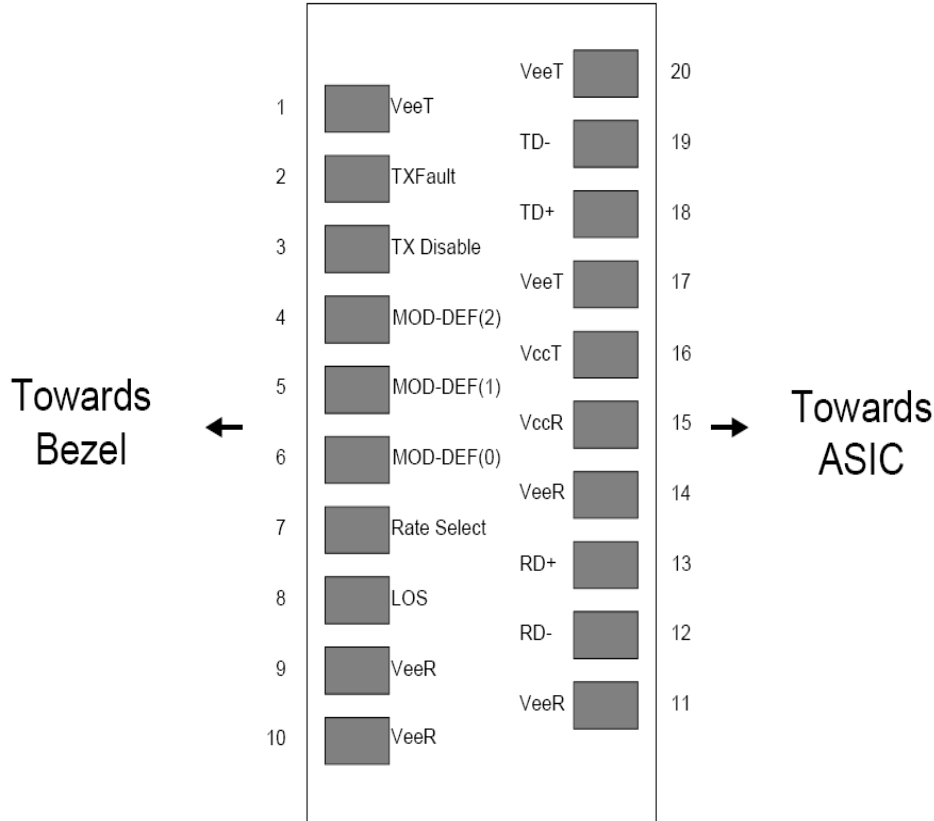 VeeT 20
1 VeeT
TD- 19
2 TXFault
TD+ 18
3 TX Disable
VeeT 17
4 MOD-DEF(2)
VccT 16
5 MOD-DEF(1)
Towards
Bezel
VccR 15
Towards
ASIC
6 MOD-DEF(0)
VeeR 14
7 Rate Select
RD+ 13
8 LOS
RD- 12
9 VeeR
VeeR 11
10 VeeR